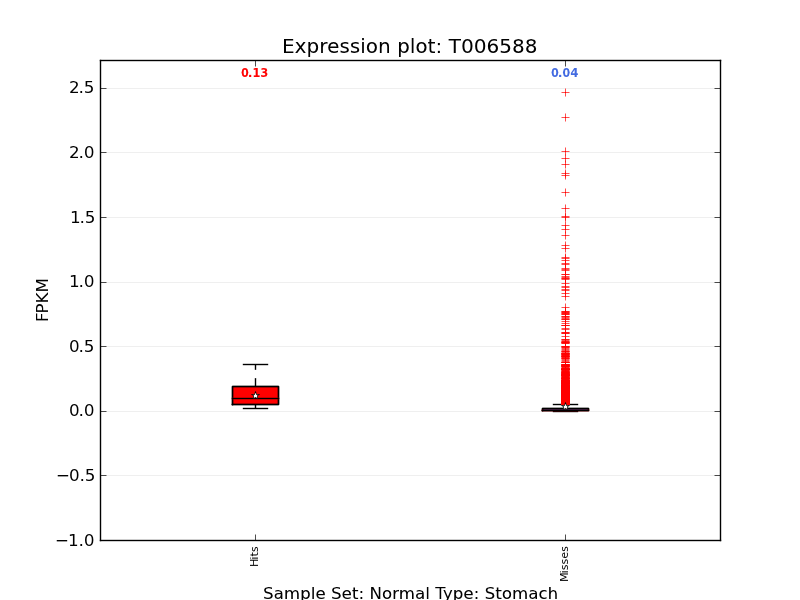 Expression plot: T006588
0.13
0.04
2.5
2.0
1.5
1.0
0.5
0.0
−0.5
−1.0
FPKM
Hits
Misses
Sample Set: Normal Type: Stomach